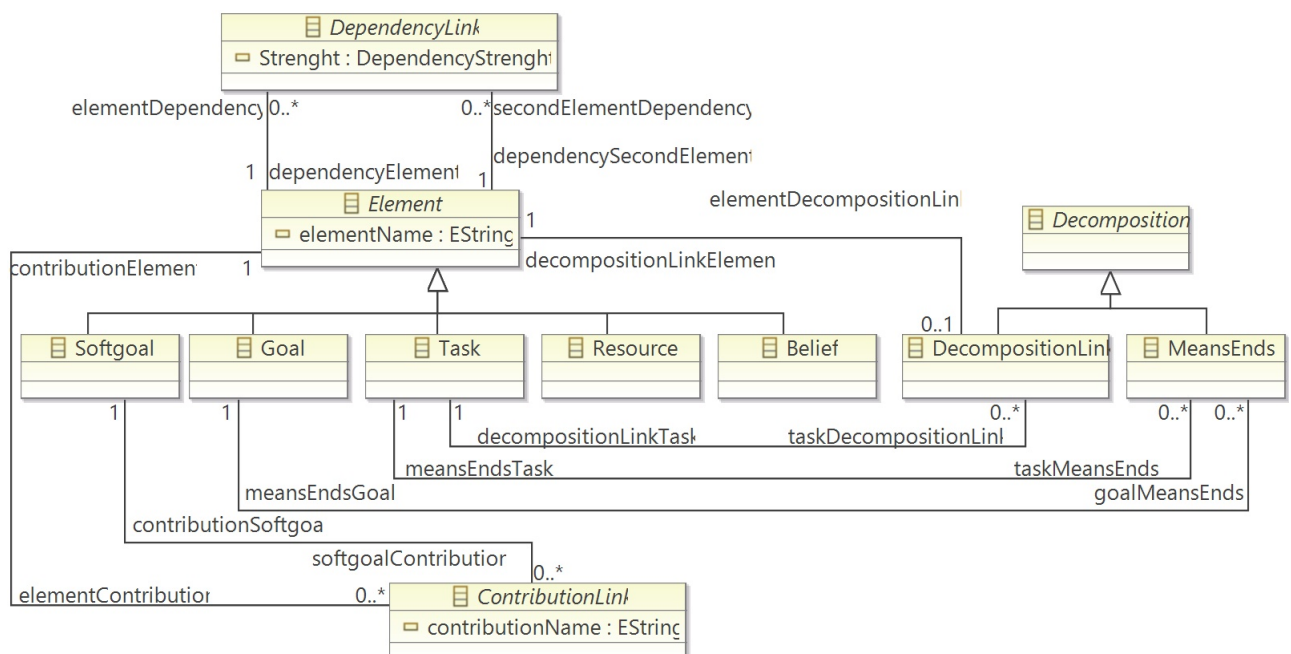 DependencyLink
Strenght : DependencyStrenght
elementDependency 0..* 0..* secondElementDependency
dependencySecondElement
1 dependencyElement 1
elementDecompositionLin
Element
1
Decomposition
elementName : EString
contributionElemen 1 decompositionLinkElemen
0..1
Softgoal Goal Task Resource Belief DecompositionLink MeansEnds
1 1 1 1 0..* 0..* 0..*
decompositionLinkTask taskDecompositionLink
meansEndsTask taskMeansEnds
meansEndsGoal goalMeansEnds
contributionSoftgoa
softgoalContribution
0..*
elementContribution 0..* ContributionLink
contributionName : EString